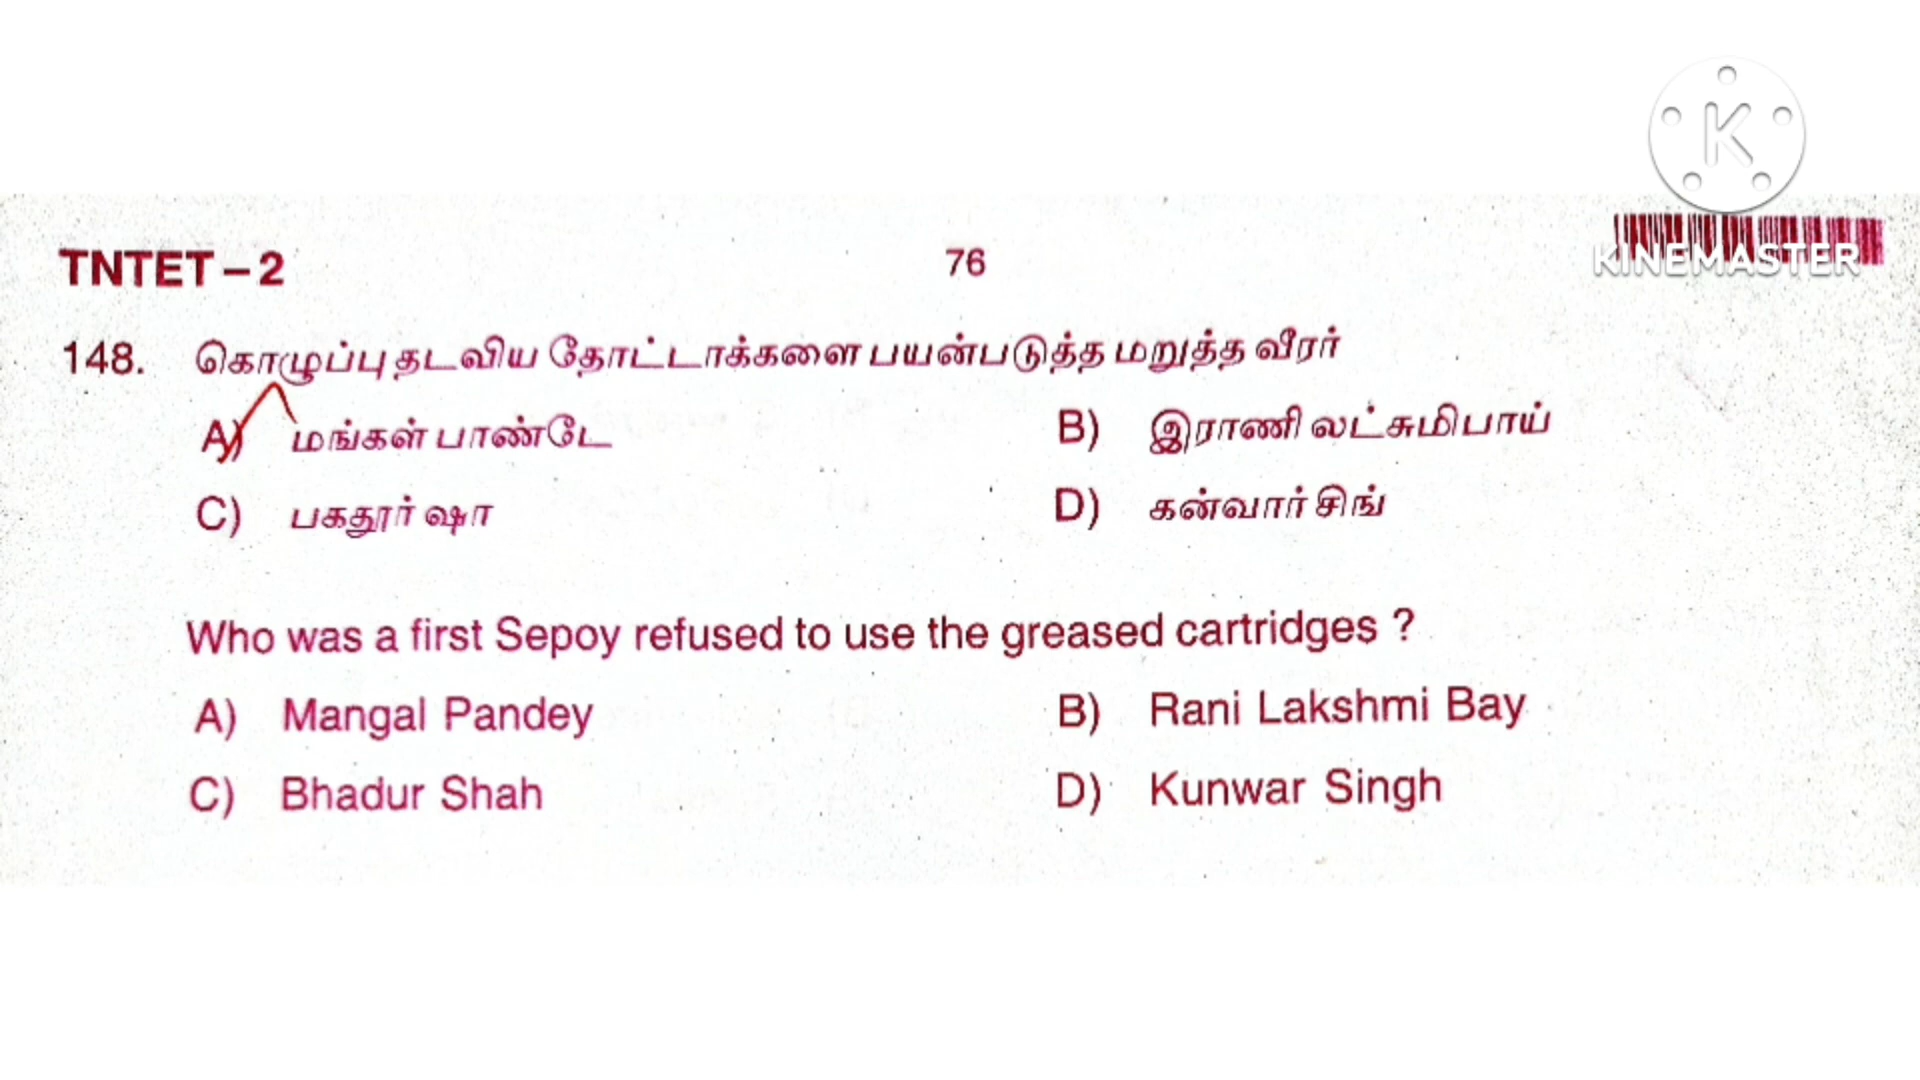 K
KINEMASTER
TNTET – 2 76
148. கொழுப்பு தடவிய தோட்டாக்களை பயன்படுத்த மறுத்த வீரர்
A) மங்கள் பாண்டே B) இராணி லட்சுமிபாய்
C) பகதூர் ஷா D) கன்வார் சிங்
Who was a first Sepoy refused to use the greased cartridges ?
A) Mangal Pandey B) Rani Lakshmi Bay
C) Bhadur Shah D) Kunwar Singh